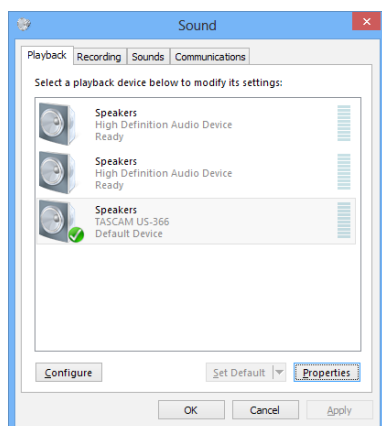 Sound
Playback Recording Sounds Communications
Select a playback device below to modify its settings:
Speakers
High Definition Audio Device
Ready
Speakers
High Definition Audio Device
Ready
Speakers
TASCAM US-366
Default Device
Configure Set Default Properties
OK Cancel Apply